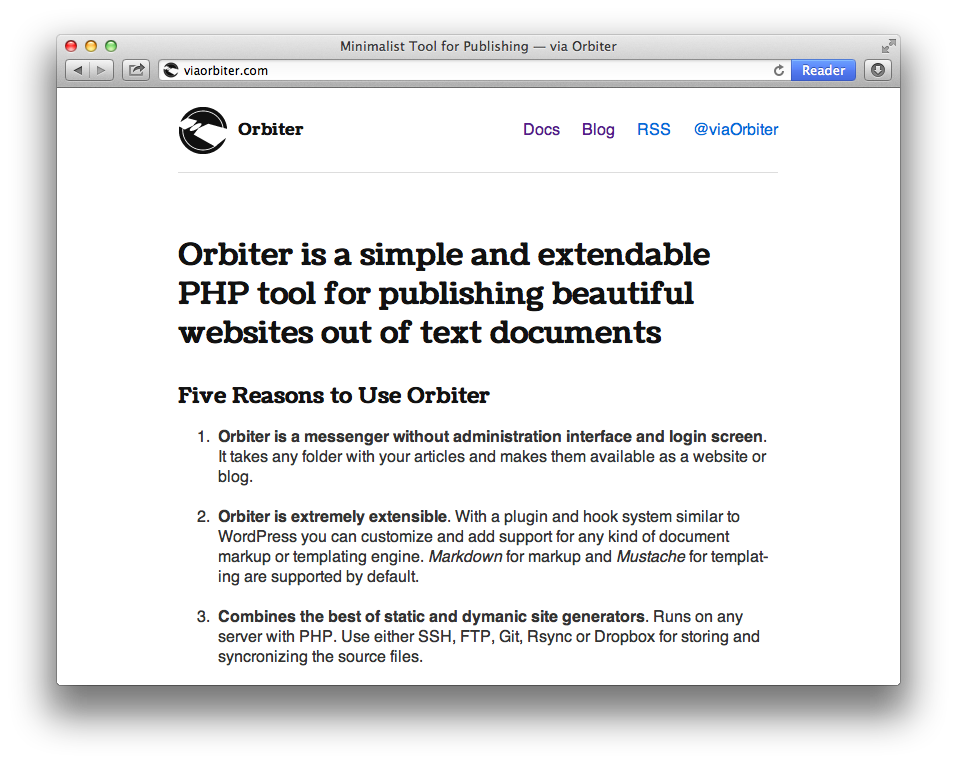 Minimalist Tool for Publishing — via Orbiter
viaorbiter.com
Reader
Orbiter
Docs Blog RSS @viaOrbiter
Orbiter is a simple and extendable
PHP tool for publishing beautiful
websites out of text documents
Five Reasons to Use Orbiter
1. Orbiter is a messenger without administration interface and login screen.
It takes any folder with your articles and makes them available as a website or
blog.
2. Orbiter is extremely extensible. With a plugin and hook system similar to
WordPress you can customize and add support for any kind of document
markup or templating engine. Markdown for markup and Mustache for templat-
ing are supported by default.
3. Combines the best of static and dymanic site generators. Runs on any
server with PHP. Use either SSH, FTP, Git, Rsync or Dropbox for storing and
syncronizing the source files.